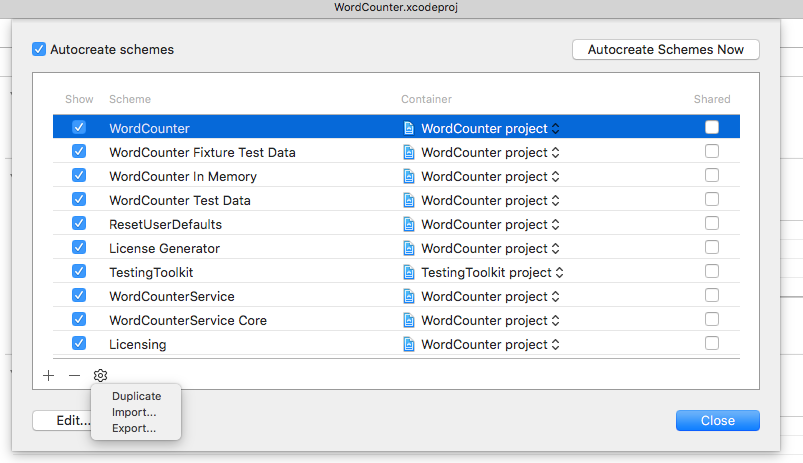 WordCounter.xcodeproj
Autocreate schemes
Autocreate Schemes Now
Show Scheme Container Shared
WordCounter WordCounter project
WordCounter Fixture Test Data WordCounter project
WordCounter In Memory WordCounter project
WordCounter Test Data WordCounter project
ResetUserDefaults WordCounter project
License Generator WordCounter project
TestingToolkit TestingToolkit project
WordCounterService WordCounter project
WordCounterService Core WordCounter project
Licensing WordCounter project
Duplicate
Import...
Export...
Edit...
Close